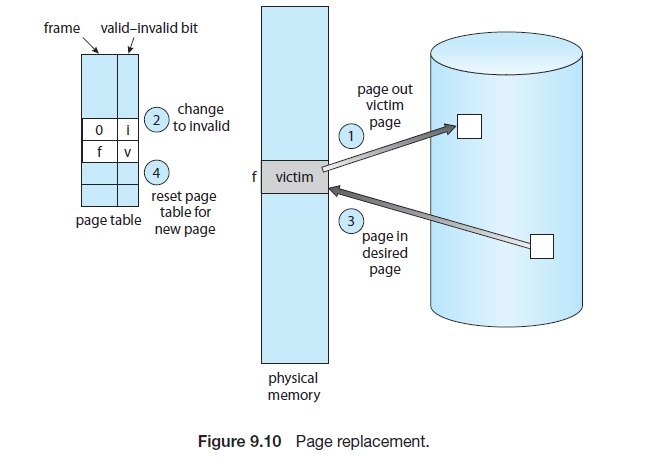 frame valid–invalid bit
0 i
f v
page table
2 change
to invalid
4
reset page
table for
new page
f victim
physical
memory
page out
victim
page
1
3
page in
desired
page
Figure 9.10 Page replacement.